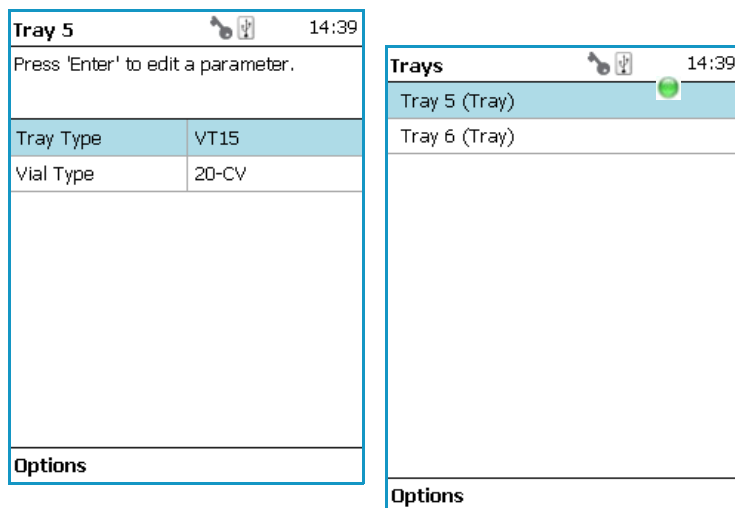 Tray 5 14:39
Press 'Enter' to edit a parameter.
Tray Type VT15
Vial Type 20-CV
Options
Trays 14:39
Tray 5 (Tray)
Tray 6 (Tray)
Options